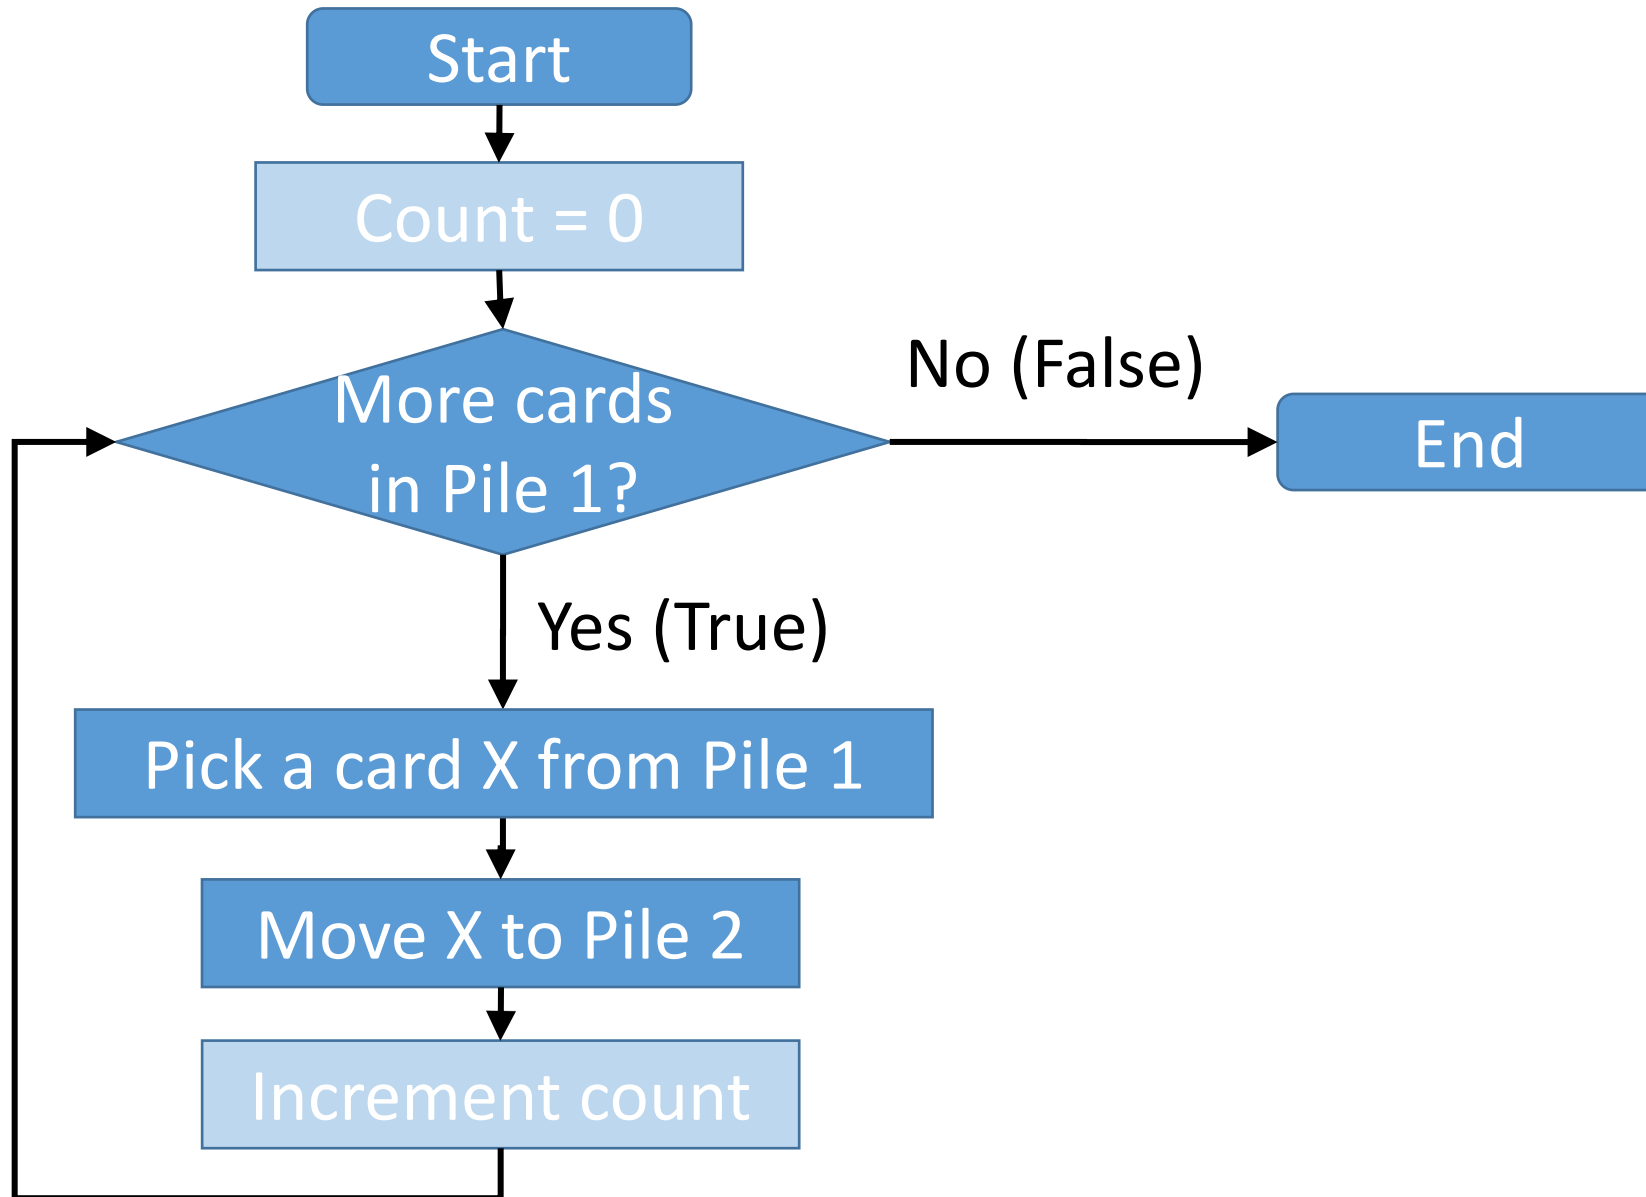 Start
Count = 0
More cards
in Pile 1?
No (False)
End
Yes (True)
Pick a card X from Pile 1
Move X to Pile 2
Increment count